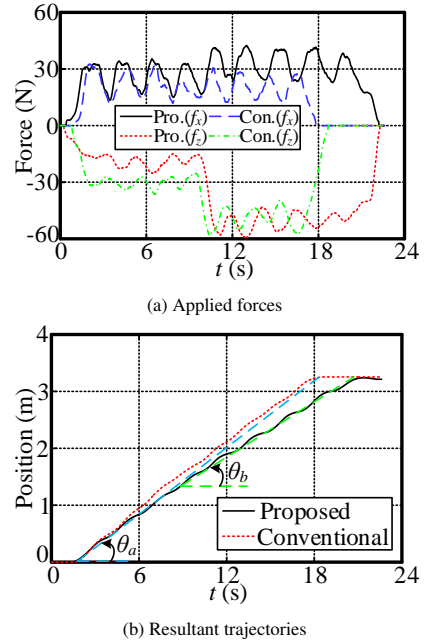 60
30
0
-30
-60
Force (N)
Pro.(fx) Con.(fx)
Pro.(fz) Con.(fz)
0 6 12 18 24
t (s)
(a) Applied forces
4
3
2
1
0
Position (m)
θa
θb
Proposed
Conventional
6 12 18 24
t (s)
(b) Resultant trajectories